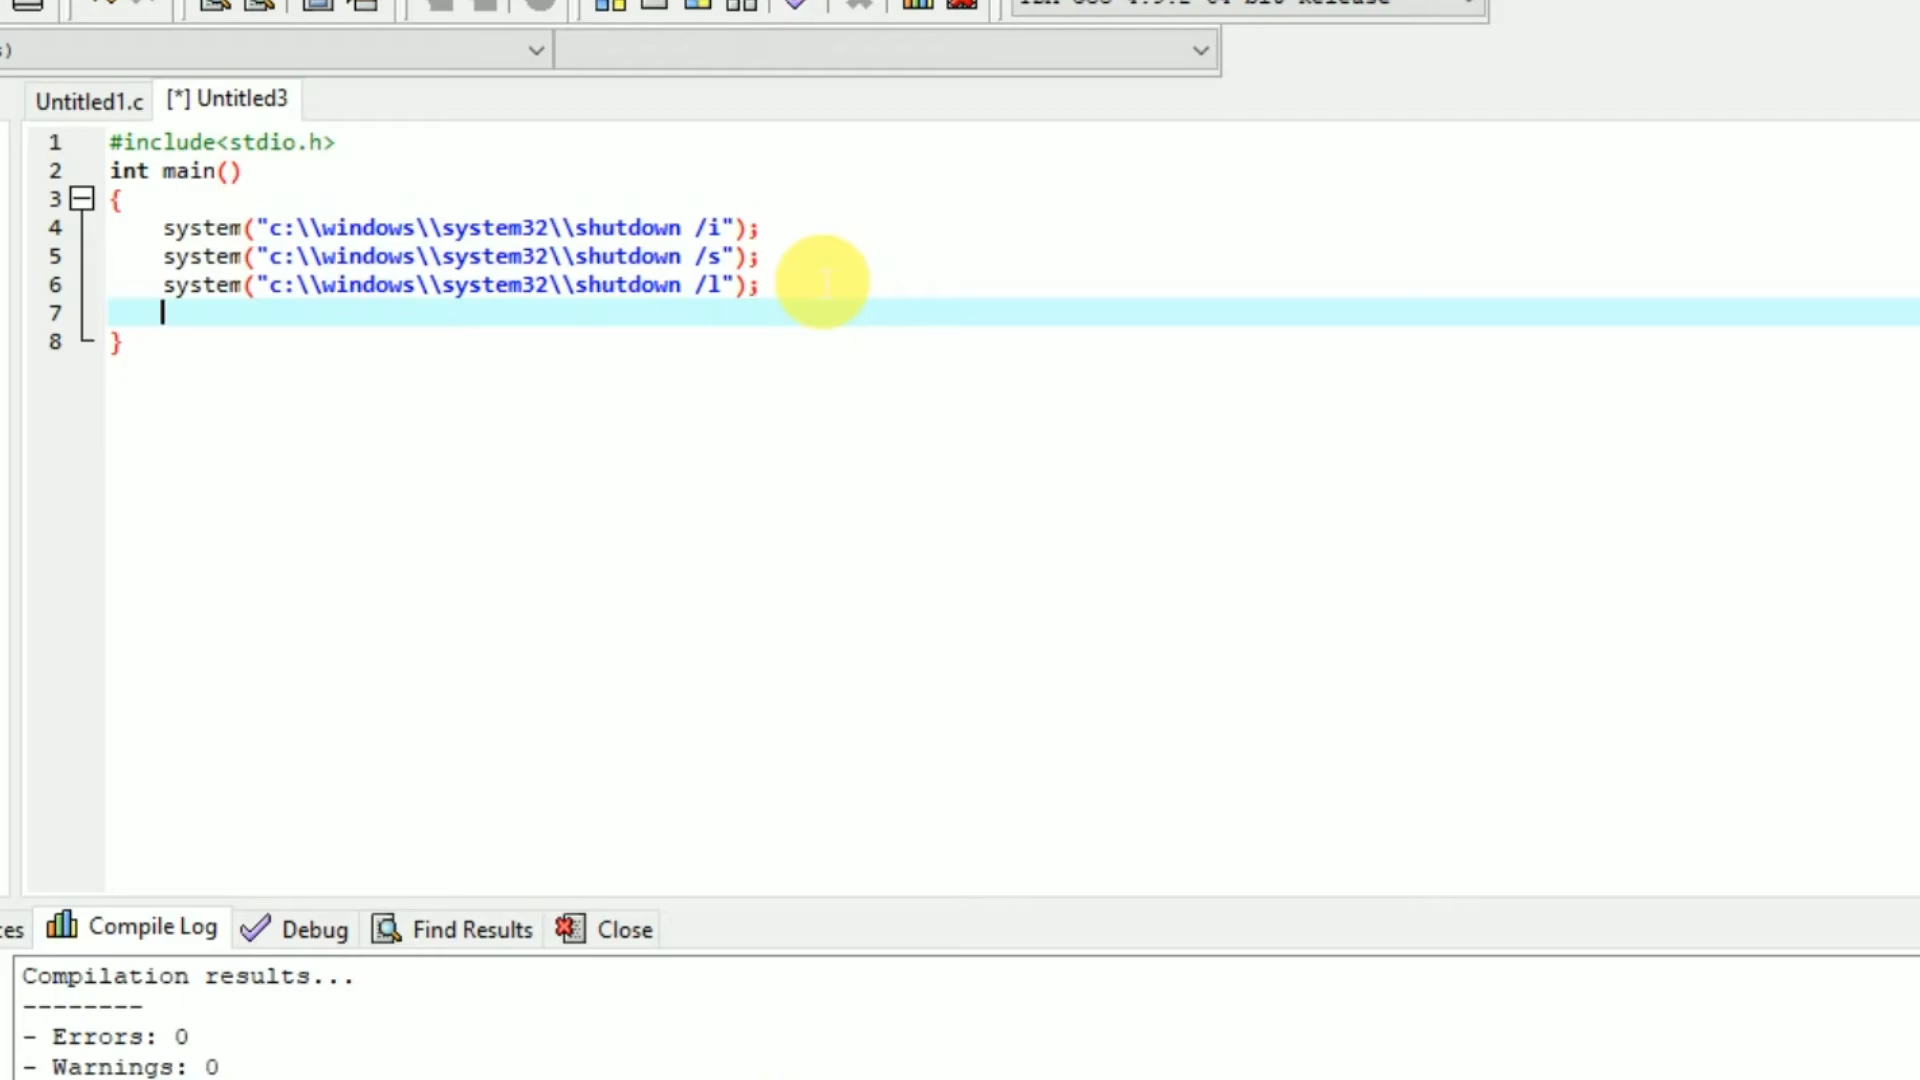 s)
Untitled1.c [*] Untitled3
1 #include<stdio.h>
2 int main()
3 {
4 system("c:\\windows\\system32\\shutdown /i");
5 system("c:\\windows\\system32\\shutdown /s");
6 system("c:\\windows\\system32\\shutdown /l");
7
8 }
ces Compile Log Debug Find Results Close
Compilation results...
--------
- Errors: 0
- Warnings: 0